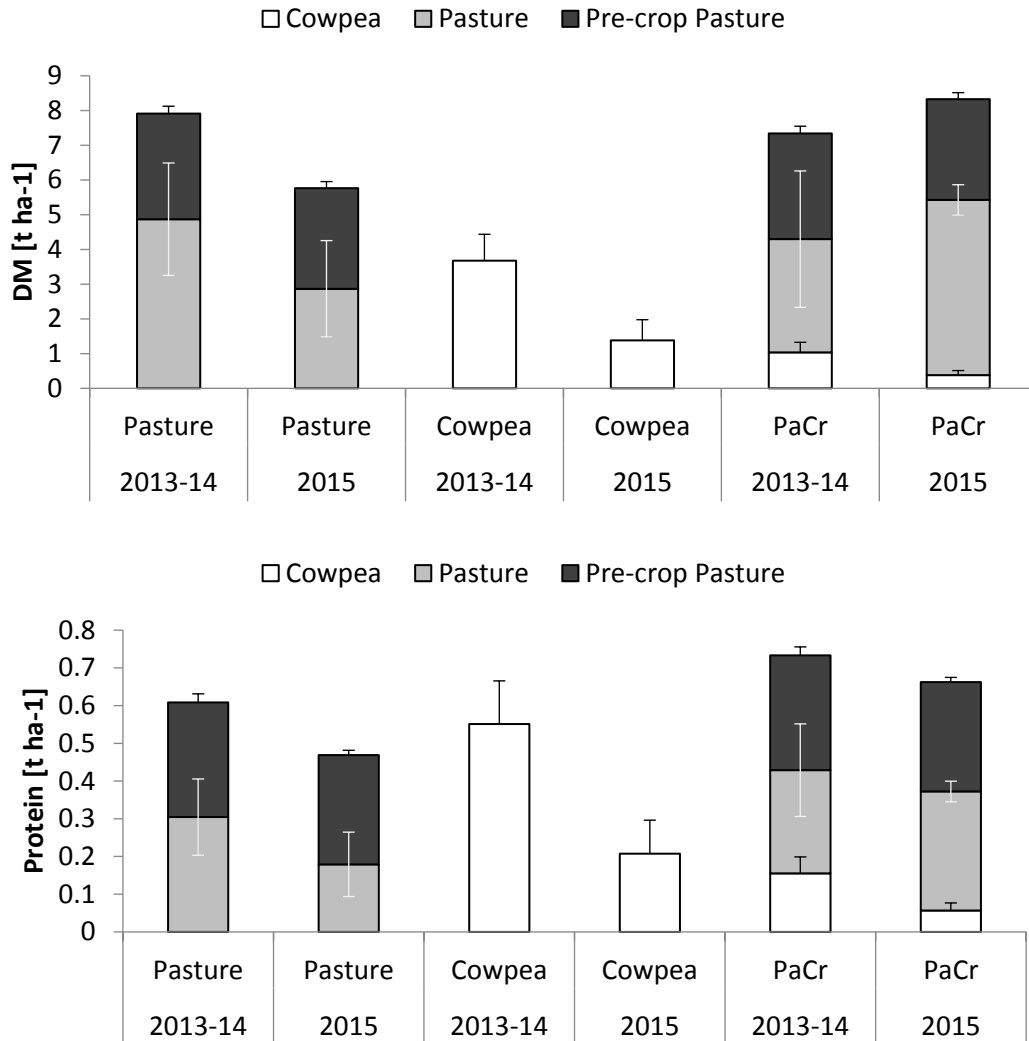 Cowpea Pasture Pre-crop Pasture
9
8
7
6
5
4
3
2
1
0
DM [t ha-1]
Pasture Pasture Cowpea Cowpea PaCr PaCr
2013-14 2015 2013-14 2015 2013-14 2015
Cowpea Pasture Pre-crop Pasture
0.8
0.7
0.6
0.5
0.4
0.3
0.2
0.1
0
Protein [t ha-1]
Pasture Pasture Cowpea Cowpea PaCr PaCr
2013-14 2015 2013-14 2015 2013-14 2015